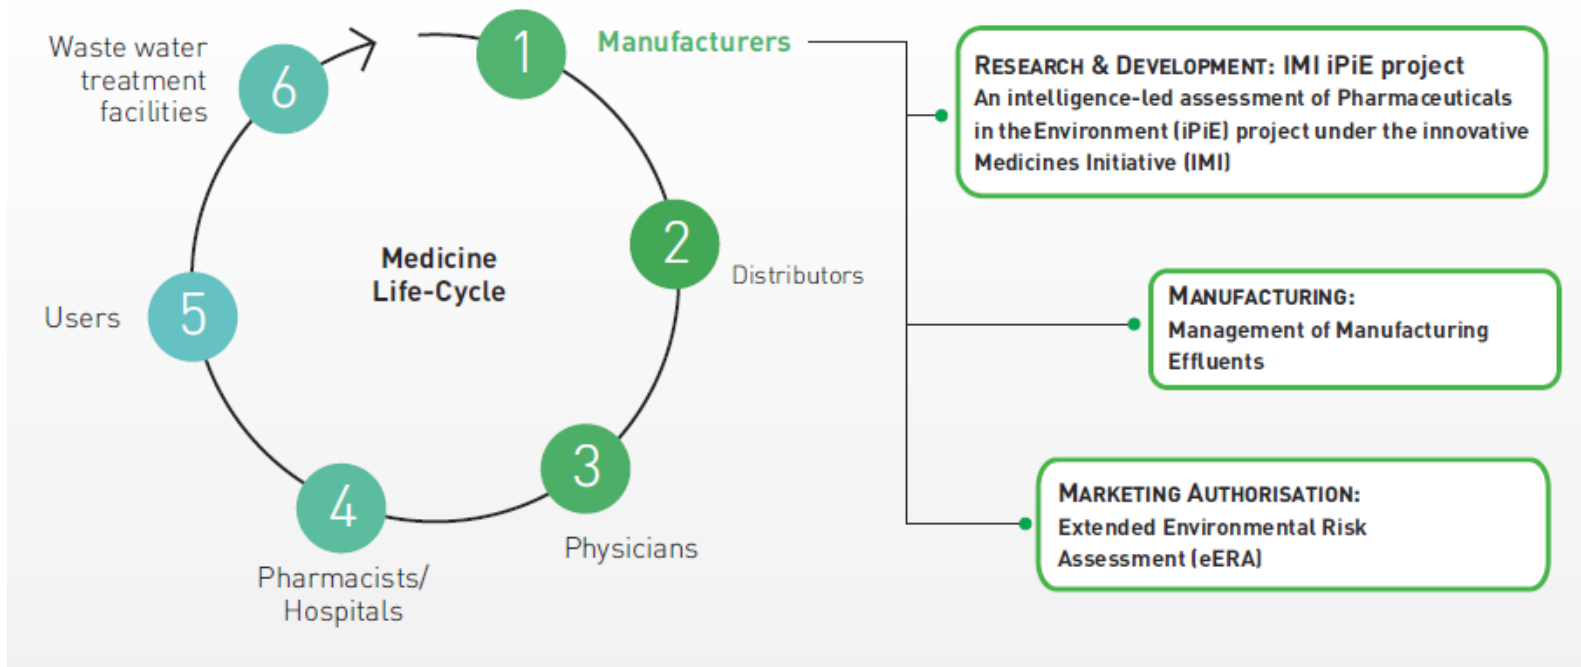 1
Manufacturers
2
Distributors
3
Physicians
4
Pharmacists/
Hospitals
5
Users
6
Waste water
treatment
facilities
Medicine
Life-Cycle
RESEARCH & DEVELOPMENT: IMI iPiE project
An intelligence-led assessment of Pharmaceuticals
in theEnvironment (iPiE) project under the innovative
Medicines Initiative (IMI)
MANUFACTURING:
Management of Manufacturing
Effluents
MARKETING AUTHORISATION:
Extended Environmental Risk
Assessment (eERA)